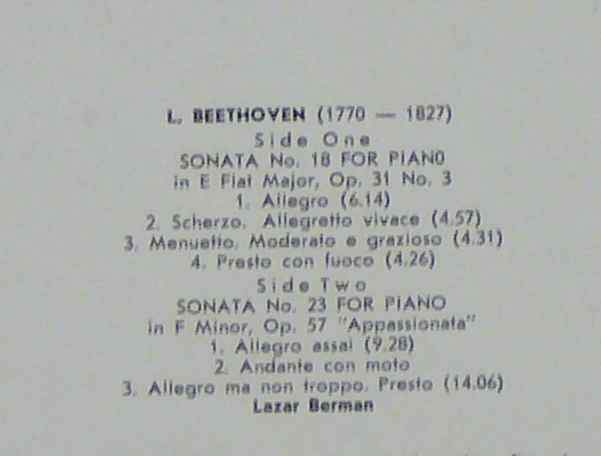 L. BEETHOVEN (1770 — 1827)
Side One
SONATA No. 18 FOR PIANO
in E Flat Major, Op. 31 No. 3
1. Allegro (6.14)
2. Scherzo. Allegretto vivace (4.57)
3. Menuetto. Moderato e grazioso (4.31)
4. Presto con fuoco (4.26)
Side Two
SONATA No. 23 FOR PIANO
in F Minor, Op. 57 "Appassionata"
1. Allegro assai (9.28)
2. Andante con moto
3. Allegro ma non troppo. Presto (14.06)
Lazar Berman